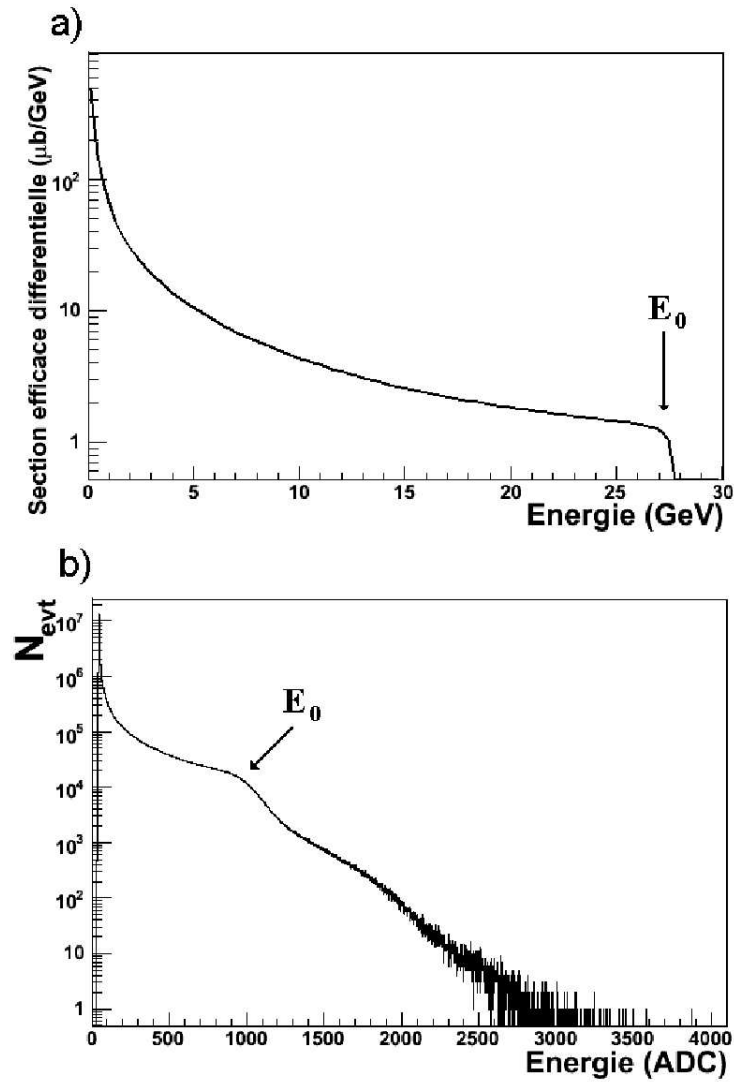 a)
Section efficace differentielle (μb/GeV)
10²
10
1
E₀
0 5 10 15 20 25 30
Energie (GeV)
b)
N_evt
10⁷
10⁶
10⁵
10⁴
10³
10²
10
1
E₀
0 500 1000 1500 2000 2500 3000 3500 4000
Energie (ADC)